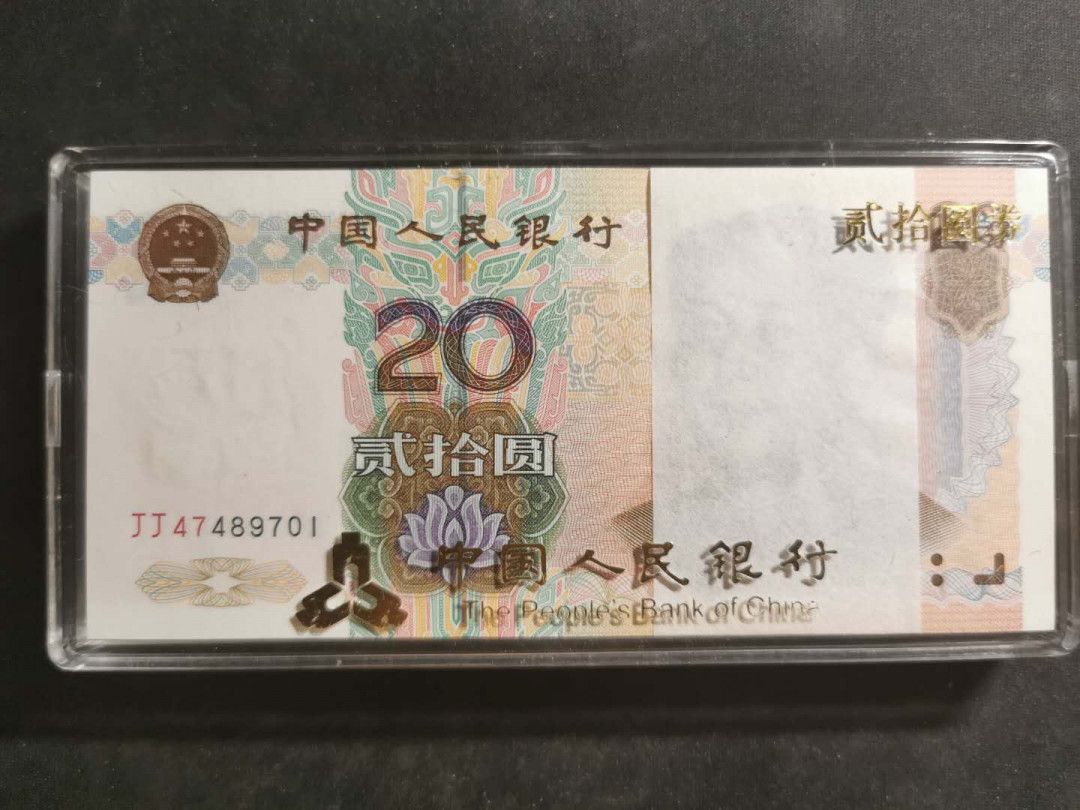 中国人民银行
贰拾圆券
20
贰拾圆
JJ47489701
中国人民银行
The People's Bank of China